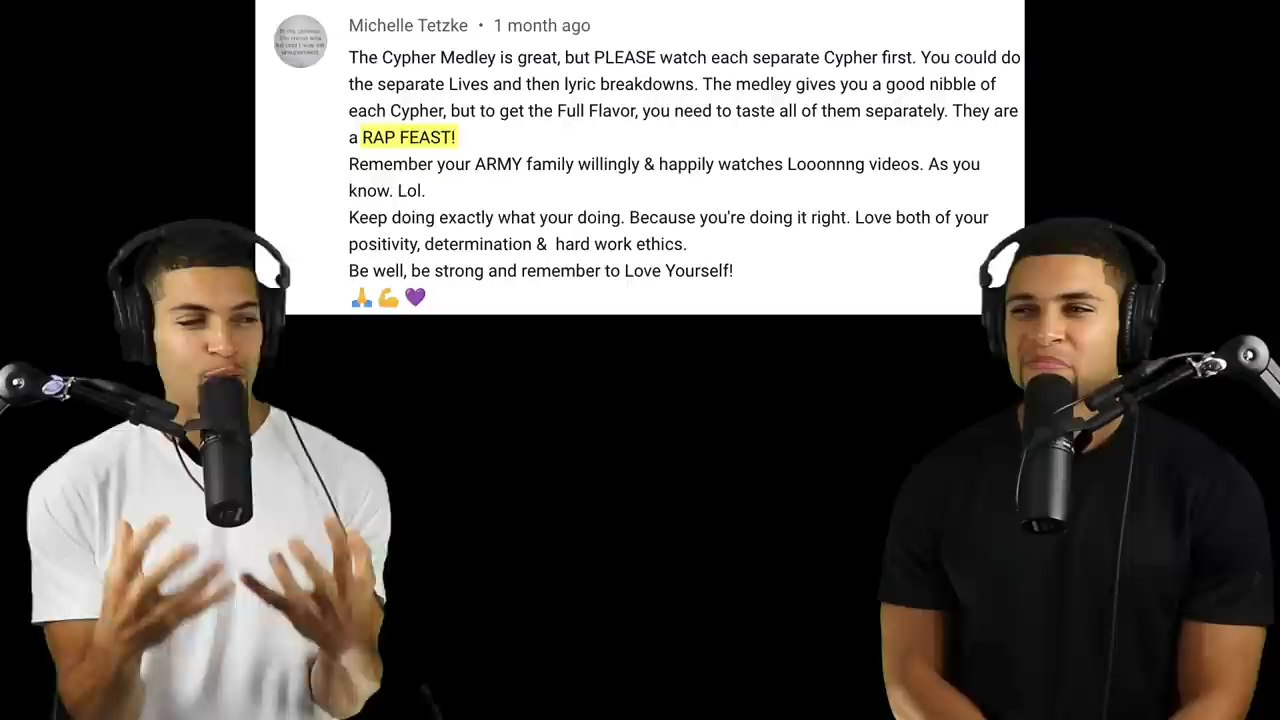 Michelle Tetzke • 1 month ago
The Cypher Medley is great, but PLEASE watch each separate Cypher first. You could do
the separate Lives and then lyric breakdowns. The medley gives you a good nibble of
each Cypher, but to get the Full Flavor, you need to taste all of them separately. They are
a RAP FEAST!
Remember your ARMY family willingly & happily watches Looonnng videos. As you
know. Lol.
Keep doing exactly what your doing. Because you're doing it right. Love both of your
positivity, determination & hard work ethics.
Be well, be strong and remember to Love Yourself!
🙏 💪 💜